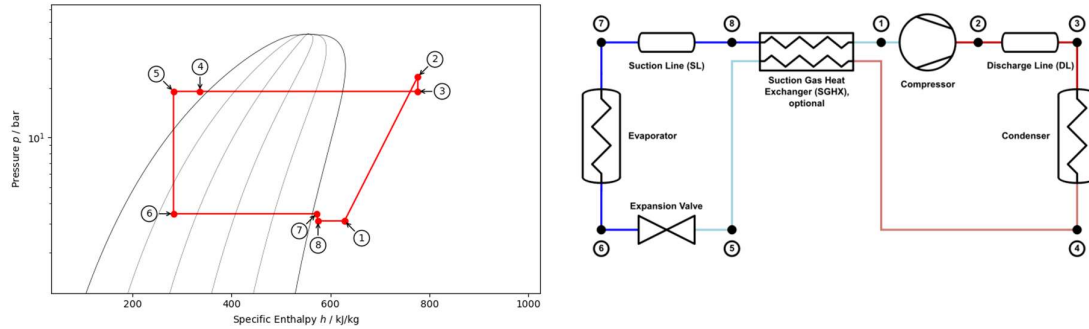 5
4
2
3
6
7
8
1
10¹
Pressure p / bar
200
400
600
800
1000
Specific Enthalpy h / kJ/kg
7
8
1
2
3
Suction Line (SL)
Suction Gas Heat
Exchanger (SGHX),
optional
Compressor
Discharge Line (DL)
Evaporator
Condenser
Expansion Valve
6
5
4